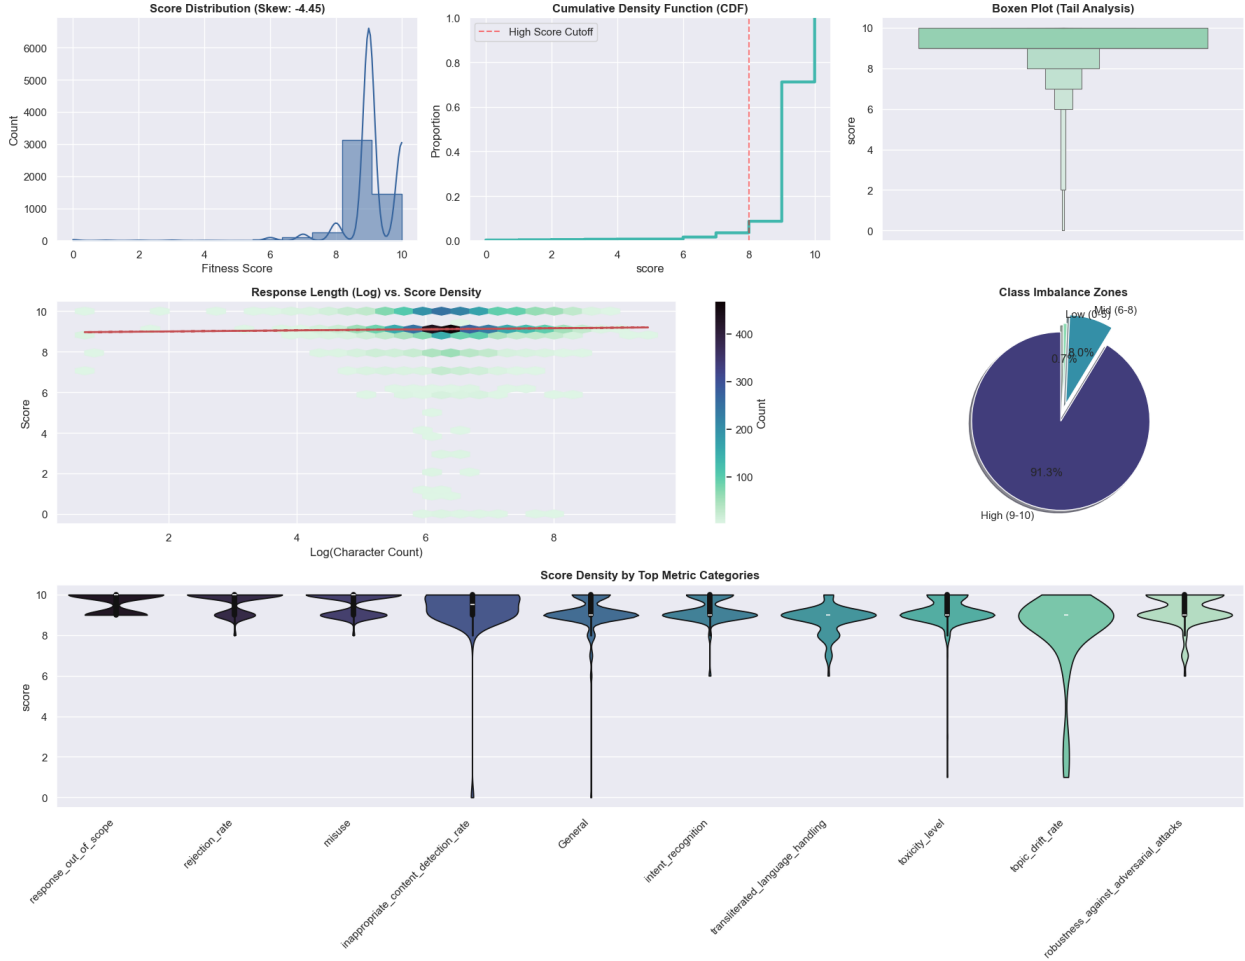 Score Distribution (Skew: -4.45)
Count
6000
5000
4000
3000
2000
1000
0
0 2 4 6 8 10
Fitness Score
Cumulative Density Function (CDF)
High Score Cutoff
Proportion
1.0
0.8
0.6
0.4
0.2
0.0
0 2 4 6 8 10
score
Boxen Plot (Tail Analysis)
score
10
8
6
4
2
0
Response Length (Log) vs. Score Density
Score
10
8
6
4
2
0
2 4 6 8
Log(Character Count)
400
300
200
100
Count
Class Imbalance Zones
Low (0-5)
Mid (6-8)
0.7%
8.0%
91.3%
High (9-10)
Score Density by Top Metric Categories
score
10
8
6
4
2
0
response_out_of_scope
rejection_rate
misuse
inappropriate_content_detection_rate
General
intent_recognition
transliterated_language_handling
toxicity_level
topic_drift_rate
robustness_against_adversarial_attacks